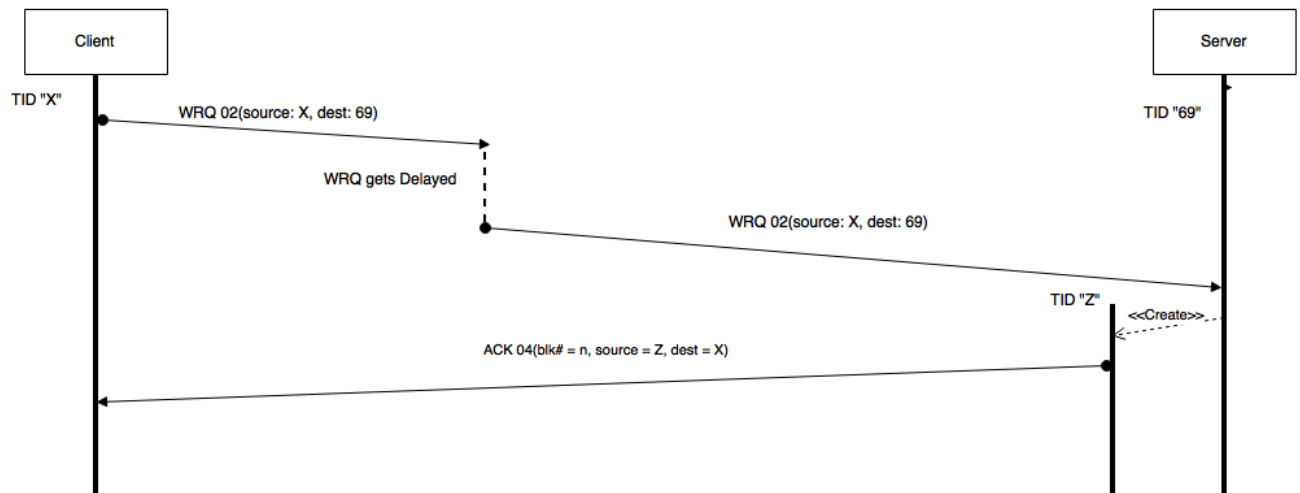 Client
Server
TID "X"
TID "69"
WRQ 02(source: X, dest: 69)
WRQ gets Delayed
WRQ 02(source: X, dest: 69)
TID "Z"
<<Create>>
ACK 04(blk# = n, source = Z, dest = X)